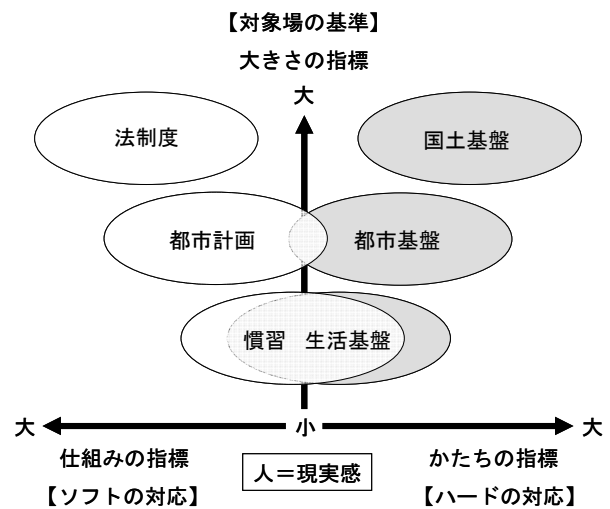 【対象場の基準】
大きさの指標
大
法制度
国土基盤
都市計画
都市基盤
慣習 生活基盤
大
小
大
仕組みの指標
かたちの指標
人=現実感
【ソフトの対応】
【ハードの対応】